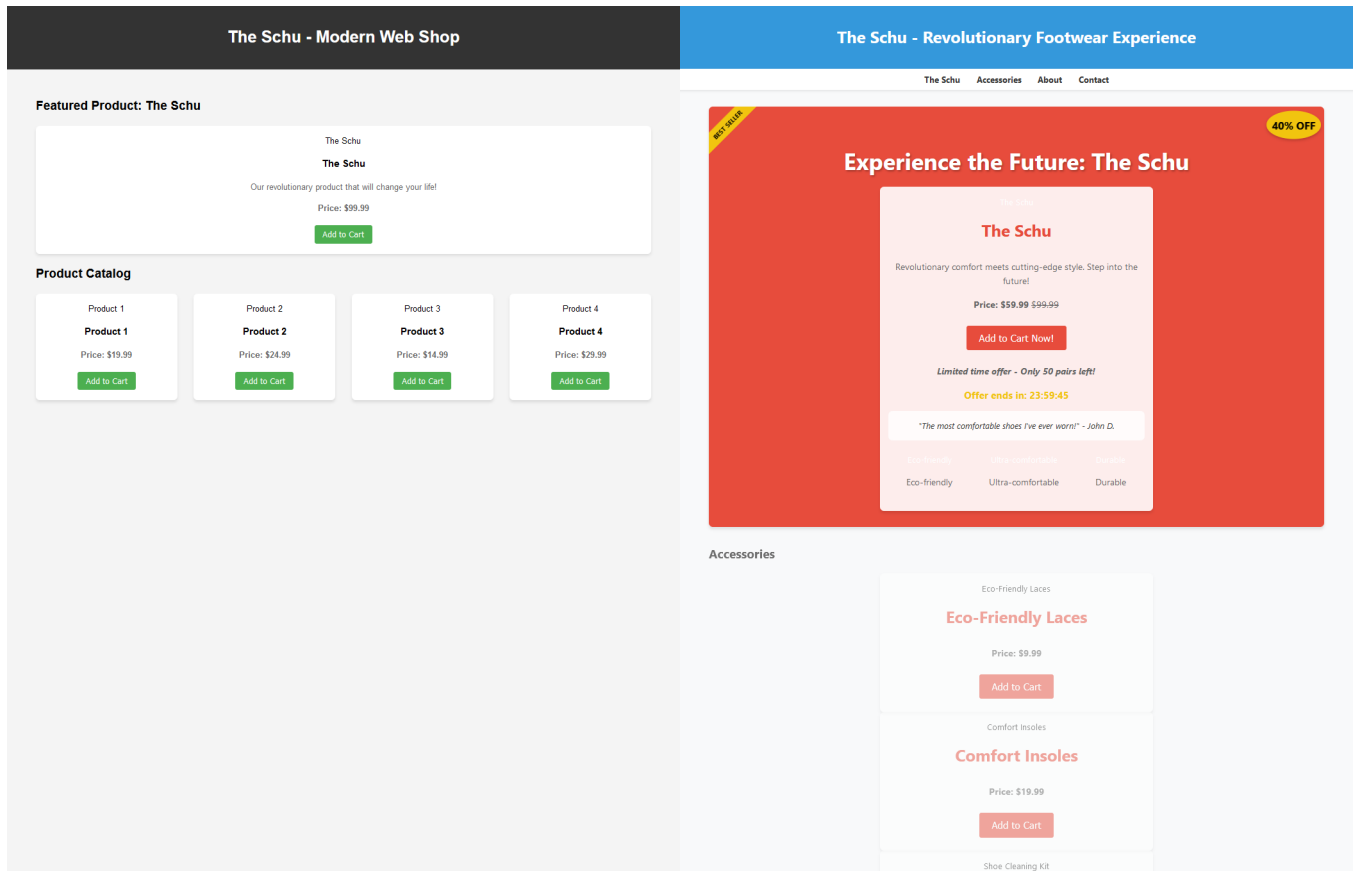 The Schu - Modern Web Shop
Featured Product: The Schu
The Schu
The Schu
Our revolutionary product that will change your life!
Price: $99.99
Add to Cart
Product Catalog
Product 1
Product 1
Price: $19.99
Add to Cart
Product 2
Product 2
Price: $24.99
Add to Cart
Product 3
Product 3
Price: $14.99
Add to Cart
Product 4
Product 4
Price: $29.99
Add to Cart
The Schu - Revolutionary Footwear Experience
The Schu Accessories About Contact
BEST SELLER
40% OFF
Experience the Future: The Schu
The Schu
The Schu
Revolutionary comfort meets cutting-edge style. Step into the
future!
Price: $59.99 $99.99
Add to Cart Now!
Limited time offer - Only 50 pairs left!
Offer ends in: 23:59:45
"The most comfortable shoes I've ever worn!" - John D.
Eco-friendly Ultra-comfortable Durable
Eco-friendly Ultra-comfortable Durable
Accessories
Eco-Friendly Laces
Eco-Friendly Laces
Price: $9.99
Add to Cart
Comfort Insoles
Comfort Insoles
Price: $19.99
Add to Cart
Shoe Cleaning Kit